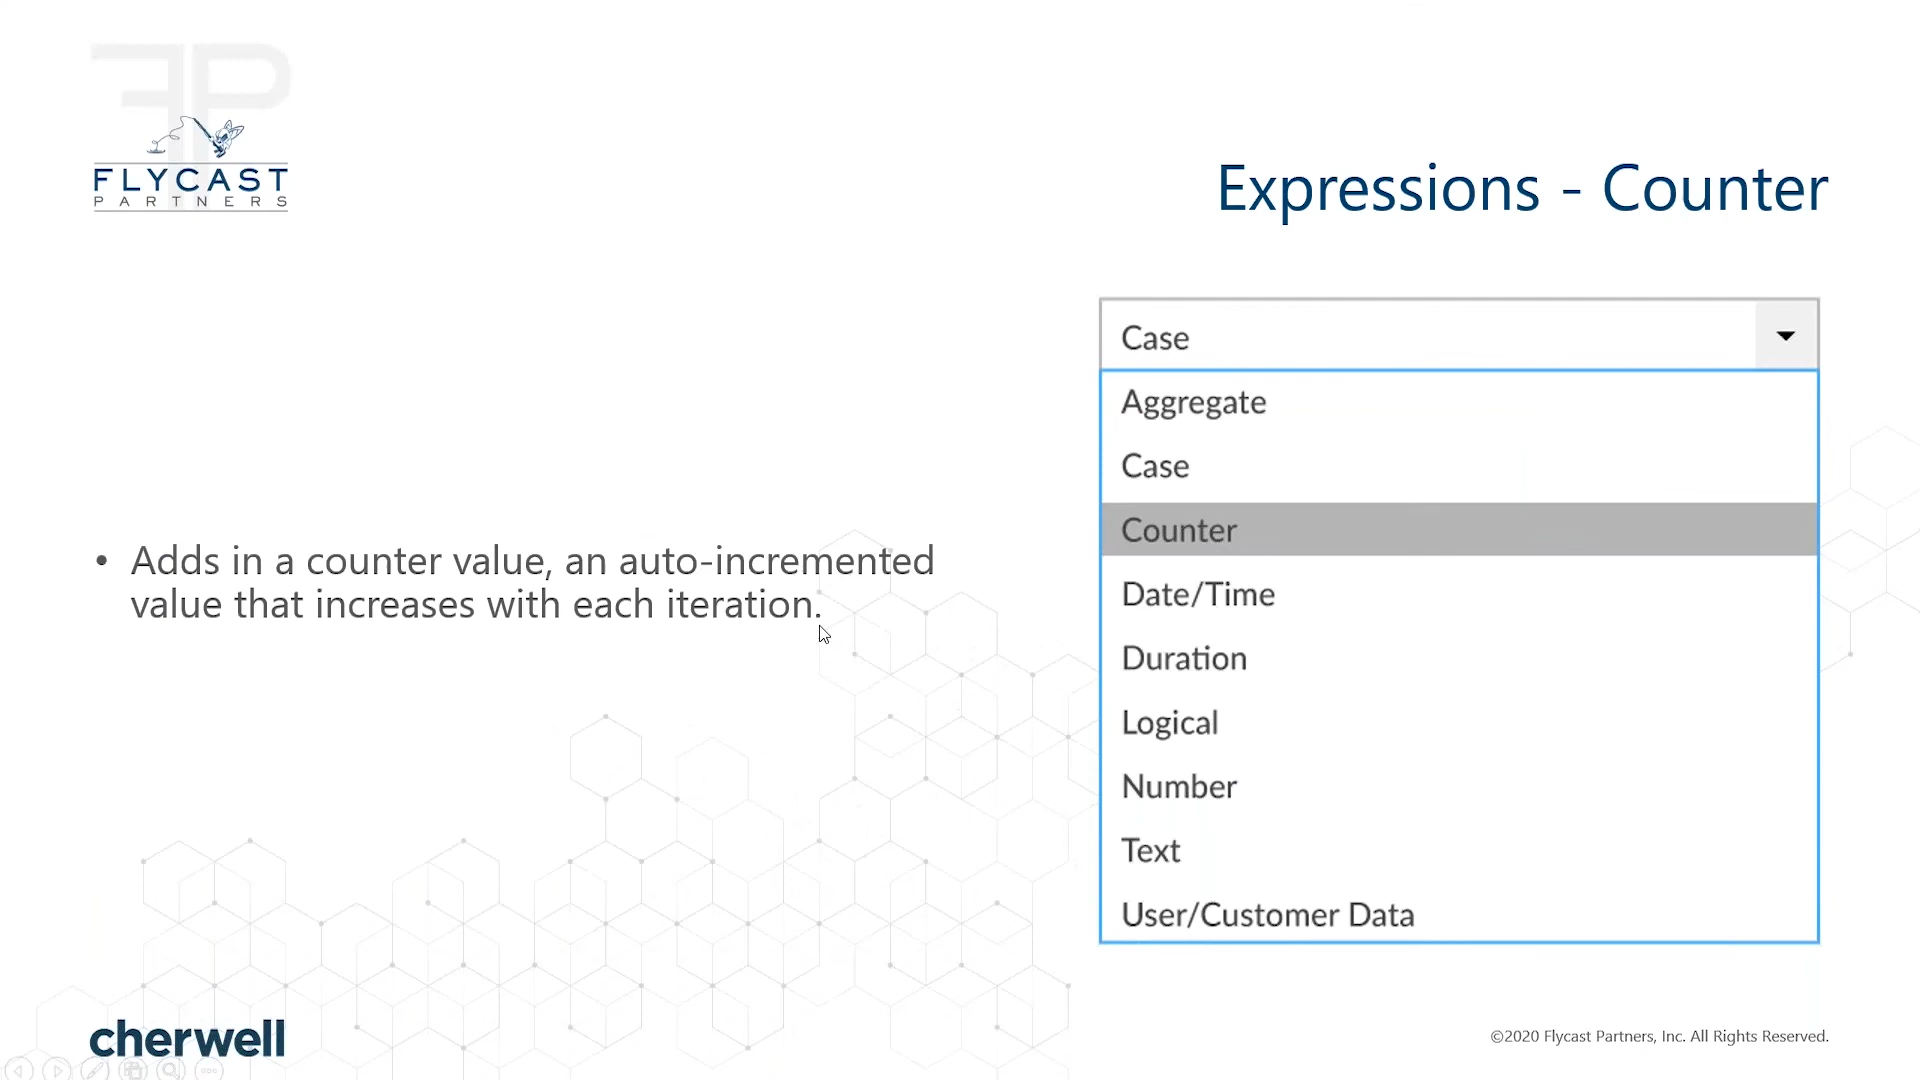 FP
FLYCAST
PARTNERS
Expressions - Counter
• Adds in a counter value, an auto-incremented
value that increases with each iteration.
Case
Aggregate
Case
Counter
Date/Time
Duration
Logical
Number
Text
User/Customer Data
cherwell
©2020 Flycast Partners, Inc. All Rights Reserved.